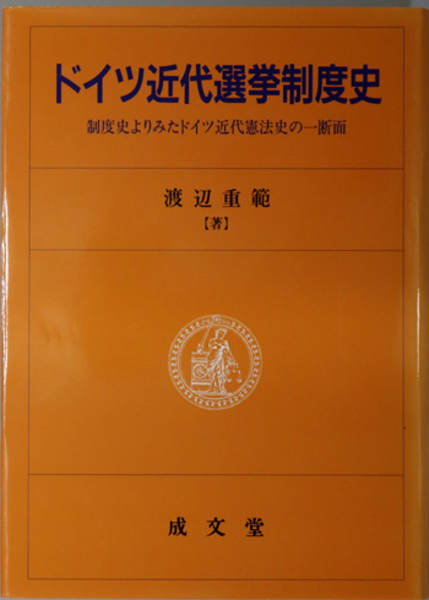 ドイツ近代選挙制度史
制度史よりみたドイツ近代憲法史の一断面
渡辺重範
【著】
成文堂